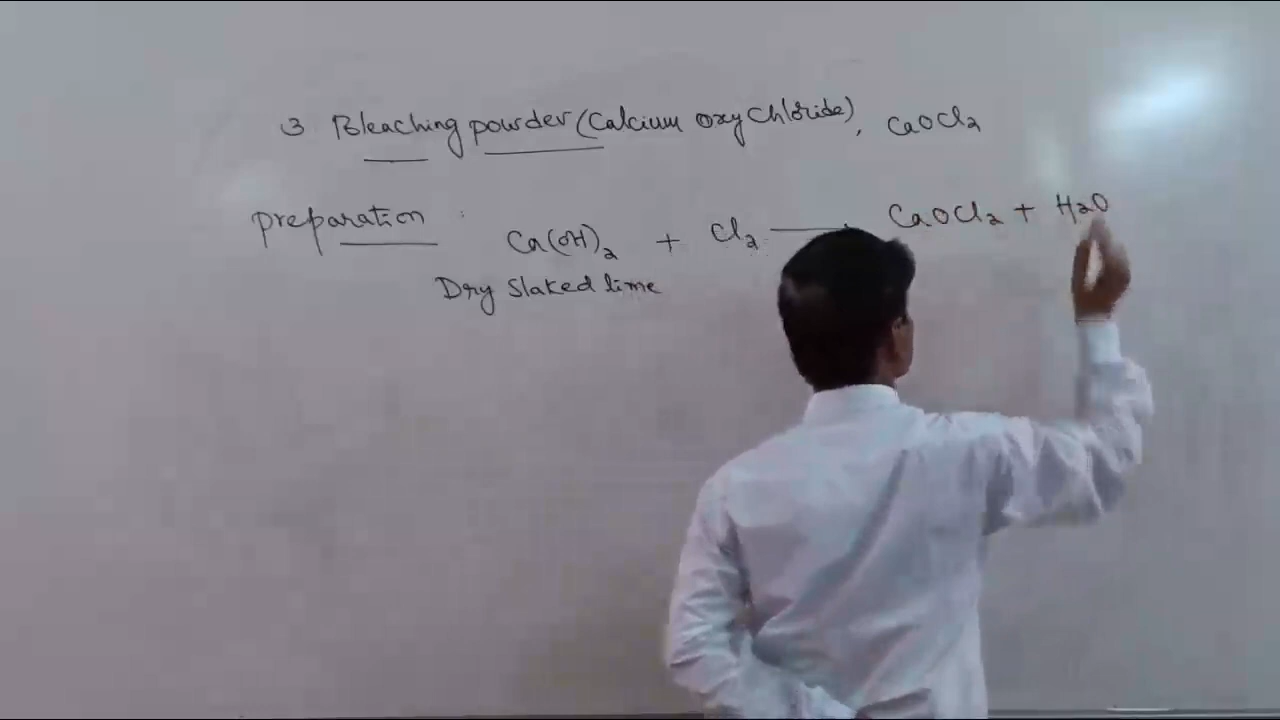 3 Bleaching powder (Calcium oxy Chloride), CaOCl2
preparation : Ca(OH)2 + Cl2 → CaOCl2 + H2O
Dry Slaked lime